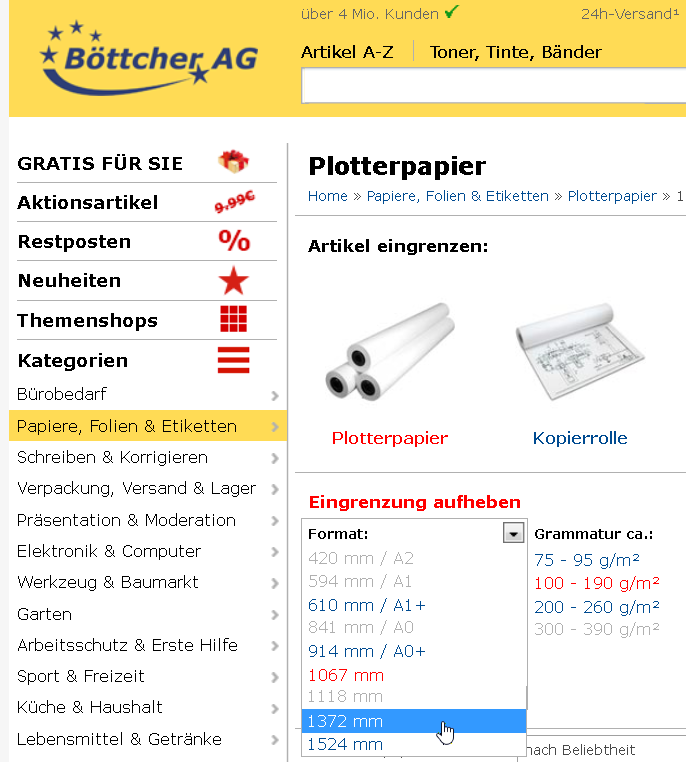 über 4 Mio. Kunden
24h-Versand¹
Böttcher AG
Artikel A-Z
Toner, Tinte, Bänder
GRATIS FÜR SIE
Aktionsartikel
9.99€
Restposten
%
Neuheiten
Themenshops
Kategorien
Bürobedarf
Papiere, Folien & Etiketten
Schreiben & Korrigieren
Verpackung, Versand & Lager
Präsentation & Moderation
Elektronik & Computer
Werkzeug & Baumarkt
Garten
Arbeitsschutz & Erste Hilfe
Sport & Freizeit
Küche & Haushalt
Lebensmittel & Getränke
Plotterpapier
Home » Papiere, Folien & Etiketten » Plotterpapier » 1
Artikel eingrenzen:
Plotterpapier
Kopierrolle
Eingrenzung aufheben
Format:
420 mm / A2
594 mm / A1
610 mm / A1+
841 mm / A0
914 mm / A0+
1067 mm
1118 mm
1372 mm
1524 mm
Grammatur ca.:
75 - 95 g/m²
100 - 190 g/m²
200 - 260 g/m²
300 - 390 g/m²
nach Beliebtheit